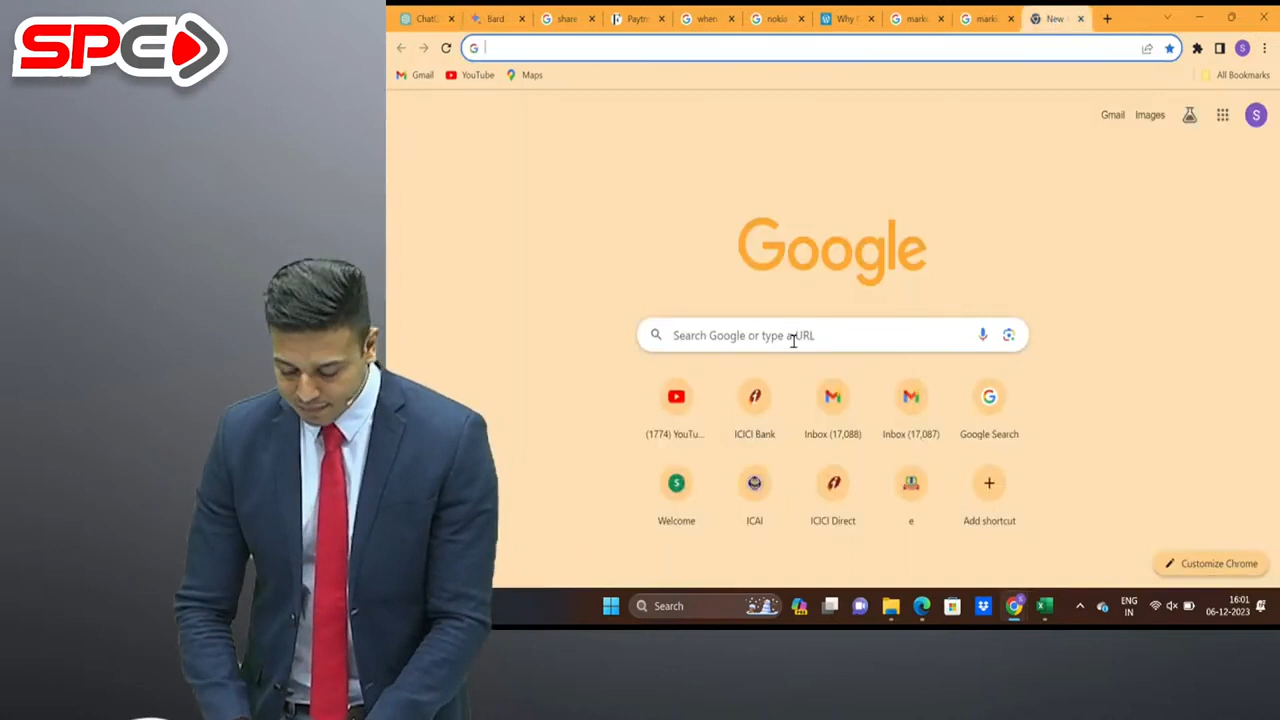 SPC
ChatG
Bard
share
Paytm
when
nokia
Why
mark
marki
New
Gmail
YouTube
Maps
All Bookmarks
Gmail
Images
S
Google
Search Google or type a URL
(1774) YouTu...
ICICI Bank
Inbox (17,088)
Inbox (17,087)
Google Search
S
Welcome
ICAI
ICICI Direct
e
Add shortcut
Customize Chrome
Search
ENG
IN
16:01
06-12-2023